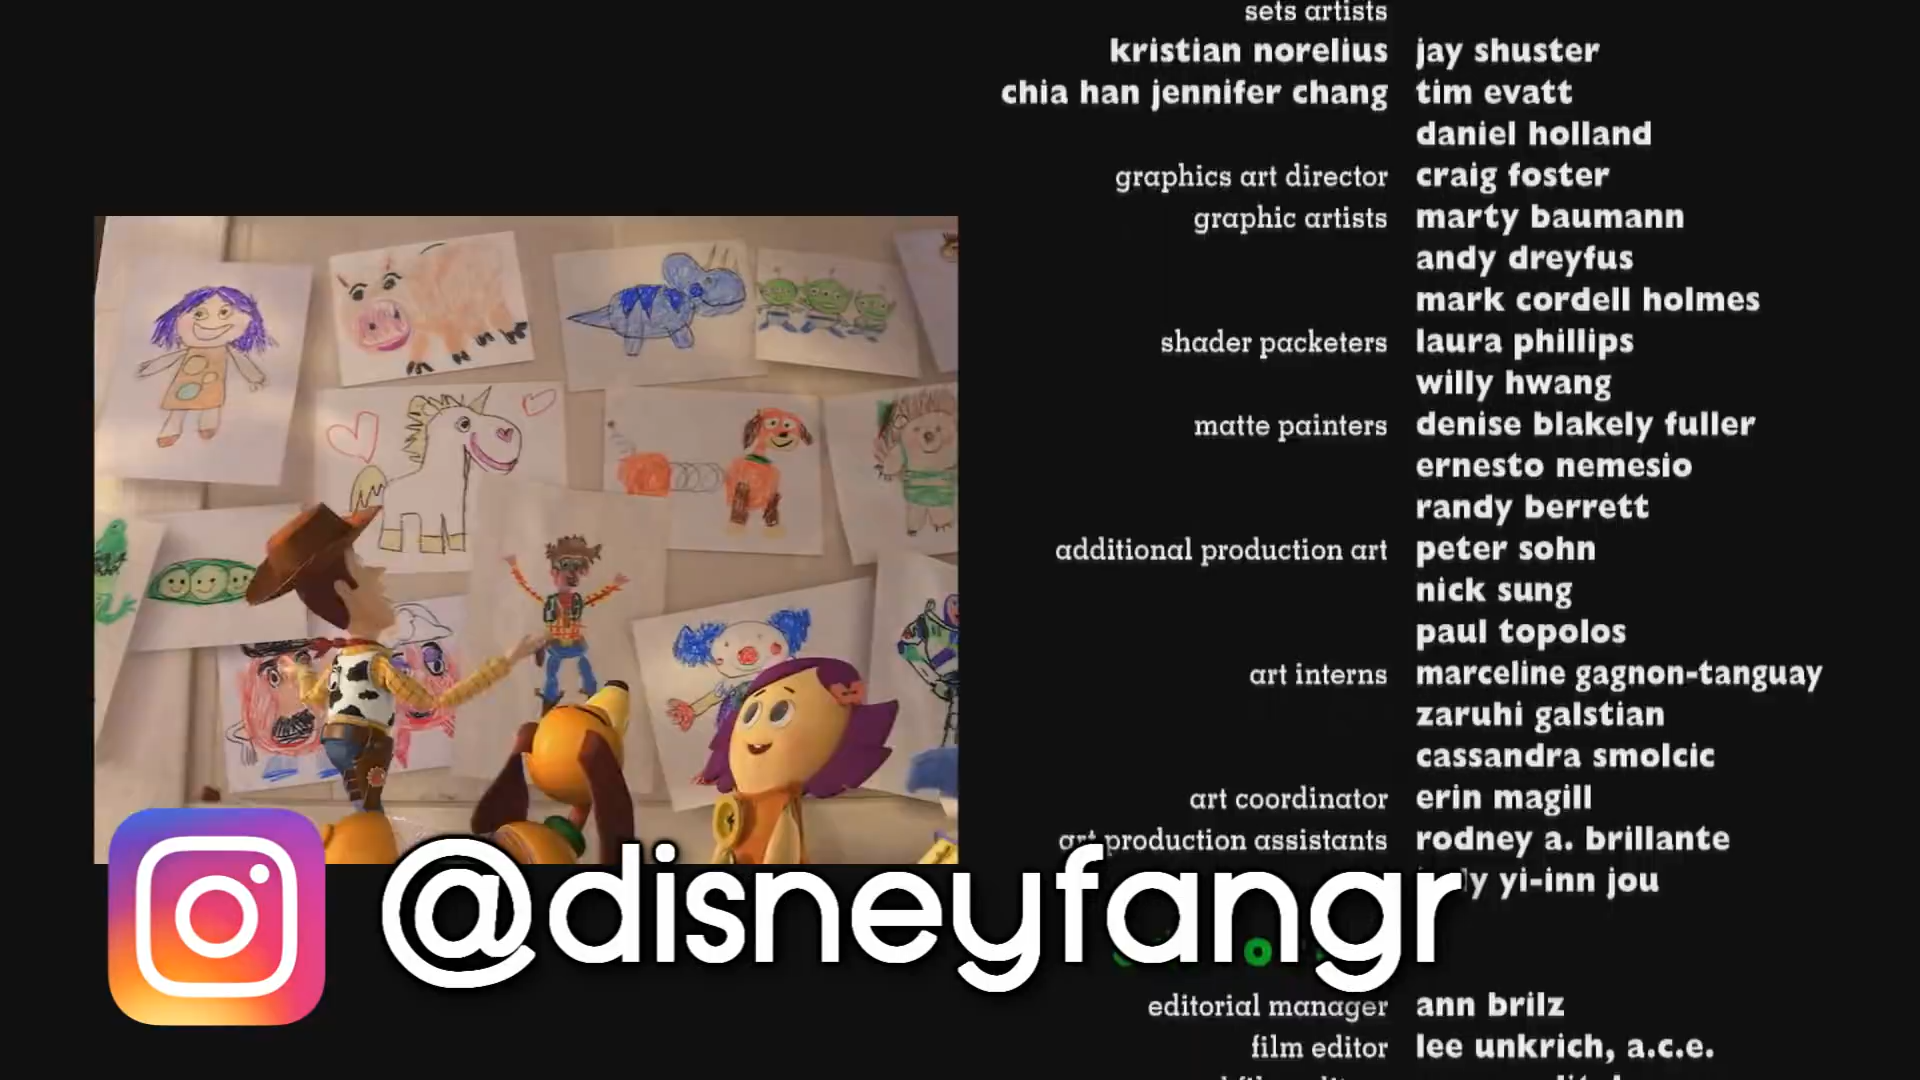 sets artists
kristian norelius jay shuster
chia han jennifer chang tim evatt
daniel holland
graphics art director craig foster
graphic artists marty baumann
andy dreyfus
mark cordell holmes
shader packeters laura phillips
willy hwang
matte painters denise blakely fuller
ernesto nemesio
randy berrett
additional production art peter sohn
nick sung
paul topolos
art interns marceline gagnon-tanguay
zaruhi galstian
cassandra smolcic
art coordinator erin magill
art production assistants rodney a. brillante
yi-inn jou
@disneyfangr
editorial manager ann brilz
film editor lee unkrich, a.c.e.